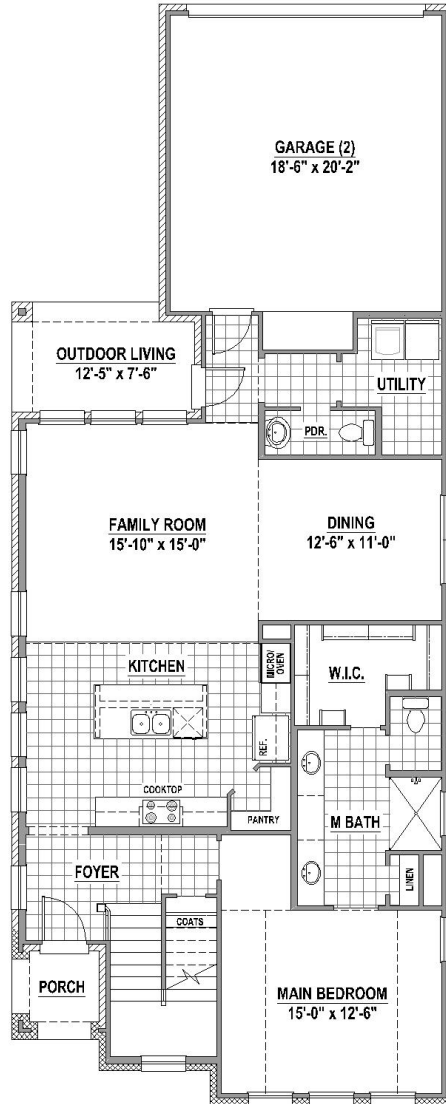 GARAGE (2)
18'-6" x 20'-2"
OUTDOOR LIVING
12'-5" x 7'-6"
UTILITY
PDR.
FAMILY ROOM
15'-10" x 15'-0"
DINING
12'-6" x 11'-0"
KITCHEN
MICRO/
OVEN
W.I.C.
REF.
COOKTOP
PANTRY
M BATH
FOYER
LINEN
COATS
PORCH
MAIN BEDROOM
15'-0" x 12'-6"